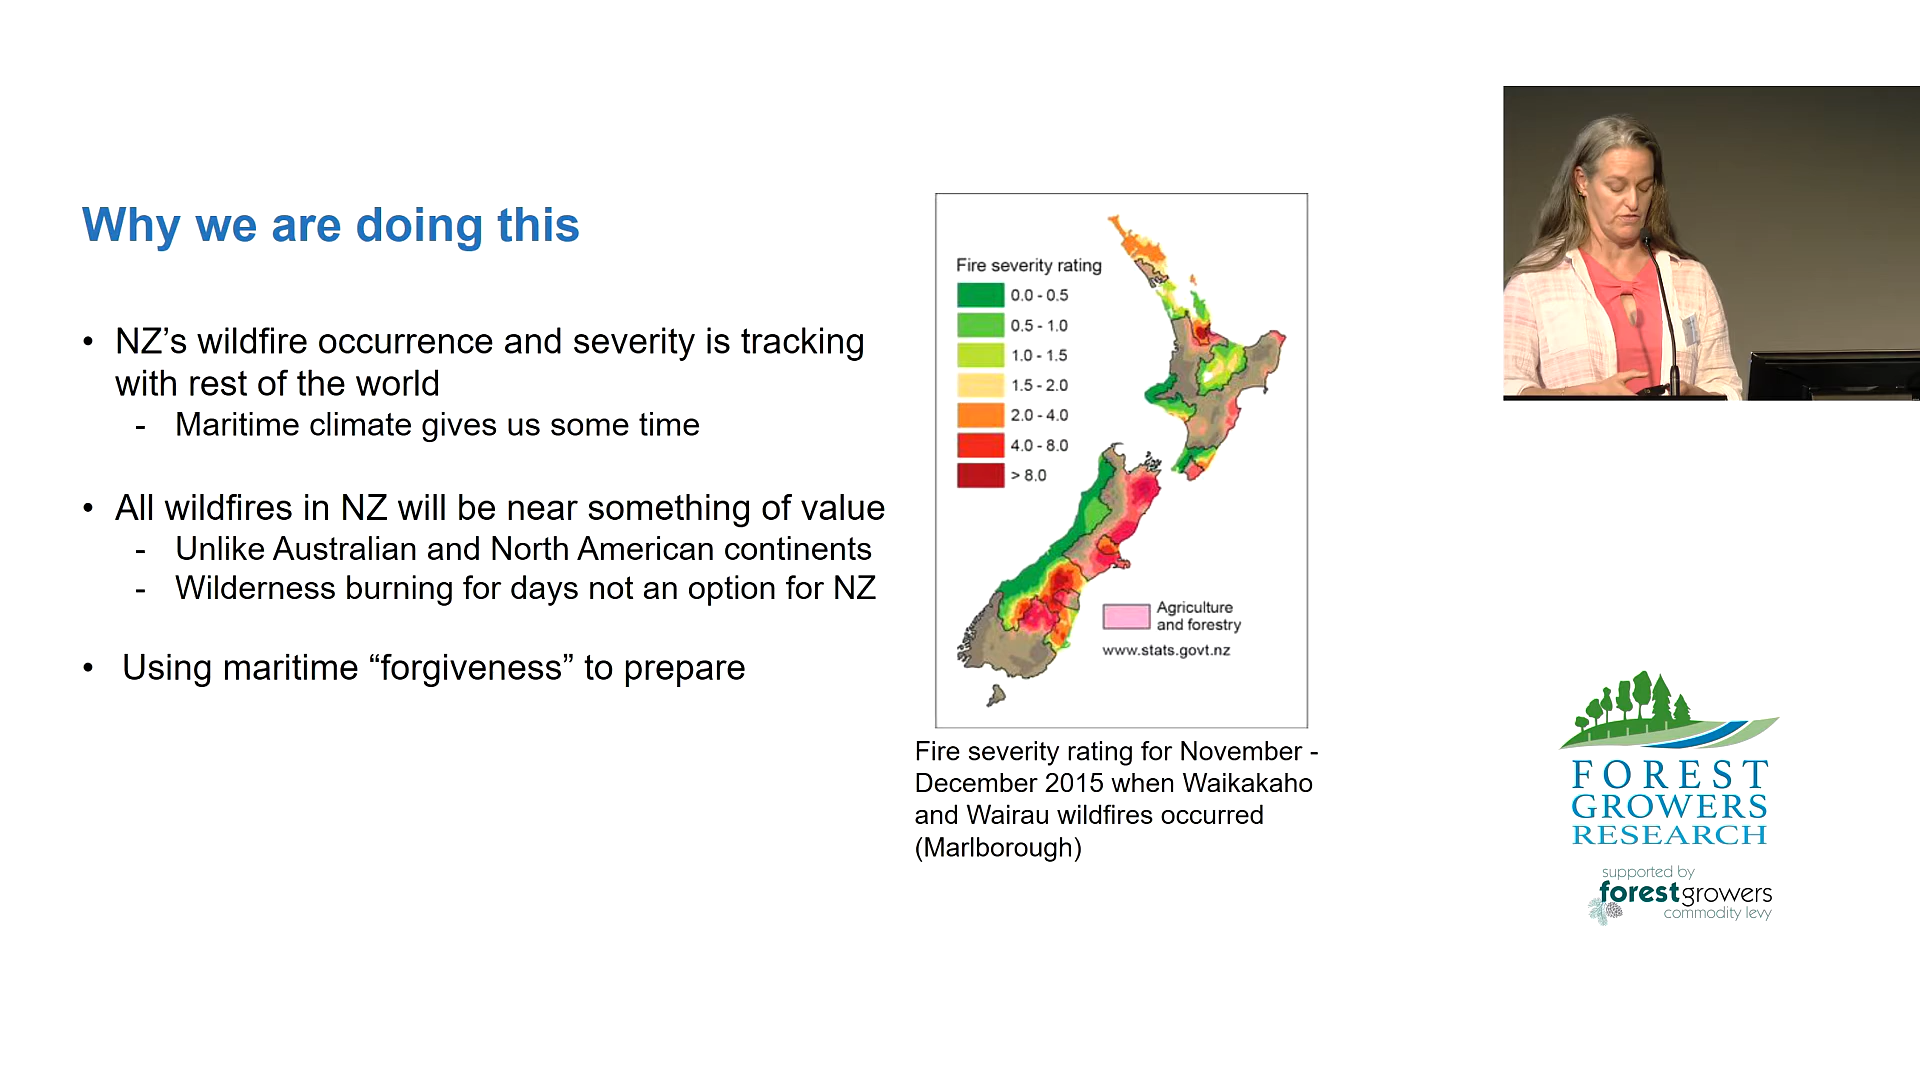 Why we are doing this
• NZ’s wildfire occurrence and severity is tracking
with rest of the world
- Maritime climate gives us some time
• All wildfires in NZ will be near something of value
- Unlike Australian and North American continents
- Wilderness burning for days not an option for NZ
• Using maritime “forgiveness” to prepare
Fire severity rating
0.0 - 0.5
0.5 - 1.0
1.0 - 1.5
1.5 - 2.0
2.0 - 4.0
4.0 - 8.0
> 8.0
Agriculture
and forestry
www.stats.govt.nz
Fire severity rating for November -
December 2015 when Waikakaho
and Wairau wildfires occurred
(Marlborough)
FOREST
GROWERS
RESEARCH
supported by
forestgrowers
commodity levy